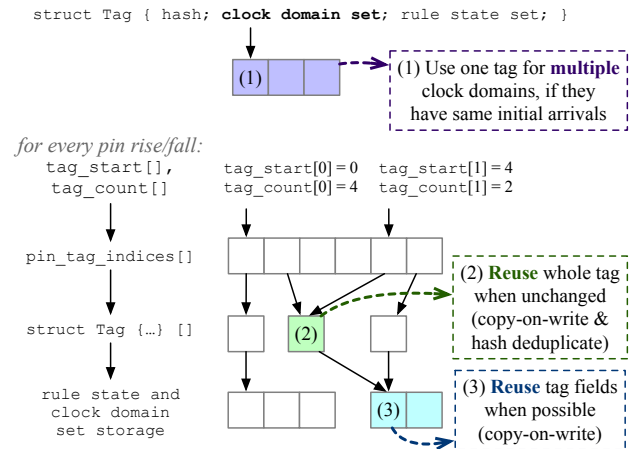 struct Tag { hash; clock domain set; rule state set; }
(1)
(1) Use one tag for multiple
clock domains, if they
have same initial arrivals
for every pin rise/fall:
tag_start[],
tag_count[]
tag_start[0] = 0
tag_count[0] = 4
tag_start[1] = 4
tag_count[1] = 2
pin_tag_indices[]
(2) Reuse whole tag
when unchanged
(copy-on-write &
hash deduplicate)
struct Tag {…} []
(2)
rule state and
clock domain
set storage
(3)
(3) Reuse tag fields
when possible
(copy-on-write)